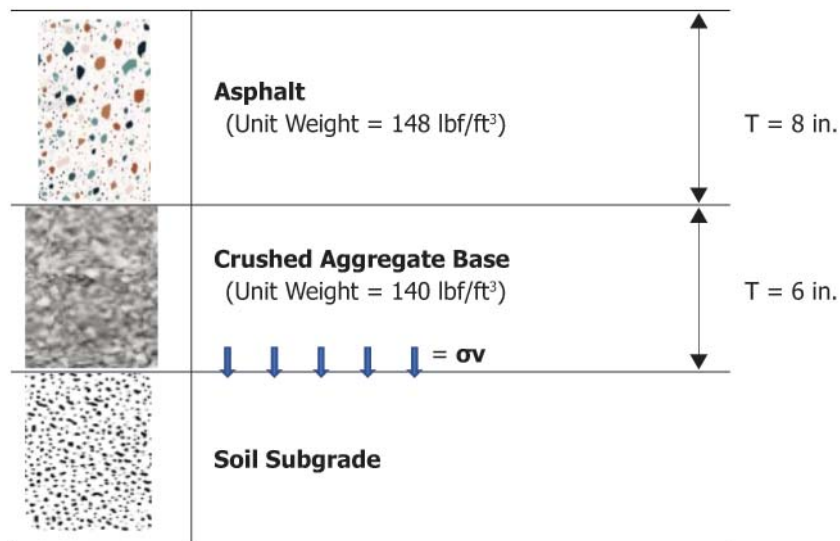 Asphalt
(Unit Weight = 148 lbf/ft³)
T = 8 in.
Crushed Aggregate Base
(Unit Weight = 140 lbf/ft³)
T = 6 in.
= σv
Soil Subgrade